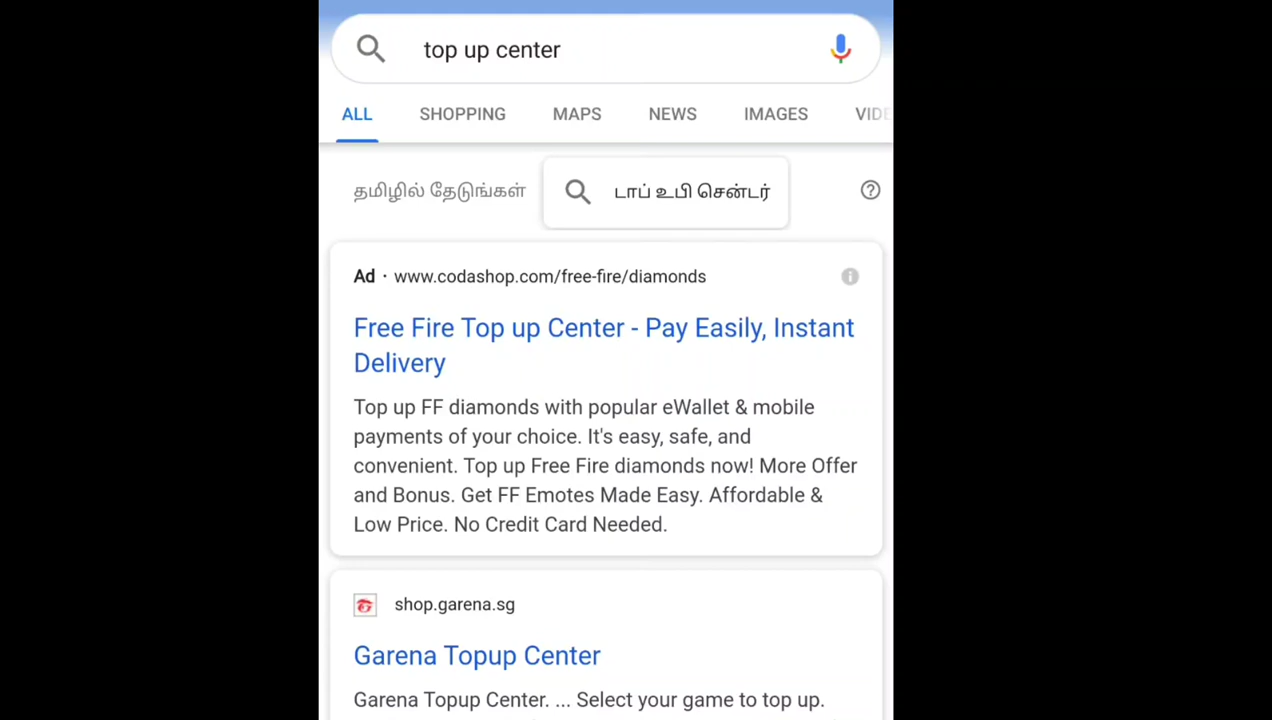 top up center
ALL SHOPPING MAPS NEWS IMAGES
தமிழில் தேடுங்கள் டாப் உபி சென்டர்
Ad · www.codashop.com/free-fire/diamonds
Free Fire Top up Center - Pay Easily, Instant
Delivery
Top up FF diamonds with popular eWallet & mobile
payments of your choice. It's easy, safe, and
convenient. Top up Free Fire diamonds now! More Offer
and Bonus. Get FF Emotes Made Easy. Affordable &
Low Price. No Credit Card Needed.
shop.garena.sg
Garena Topup Center
Garena Topup Center. ... Select your game to top up.